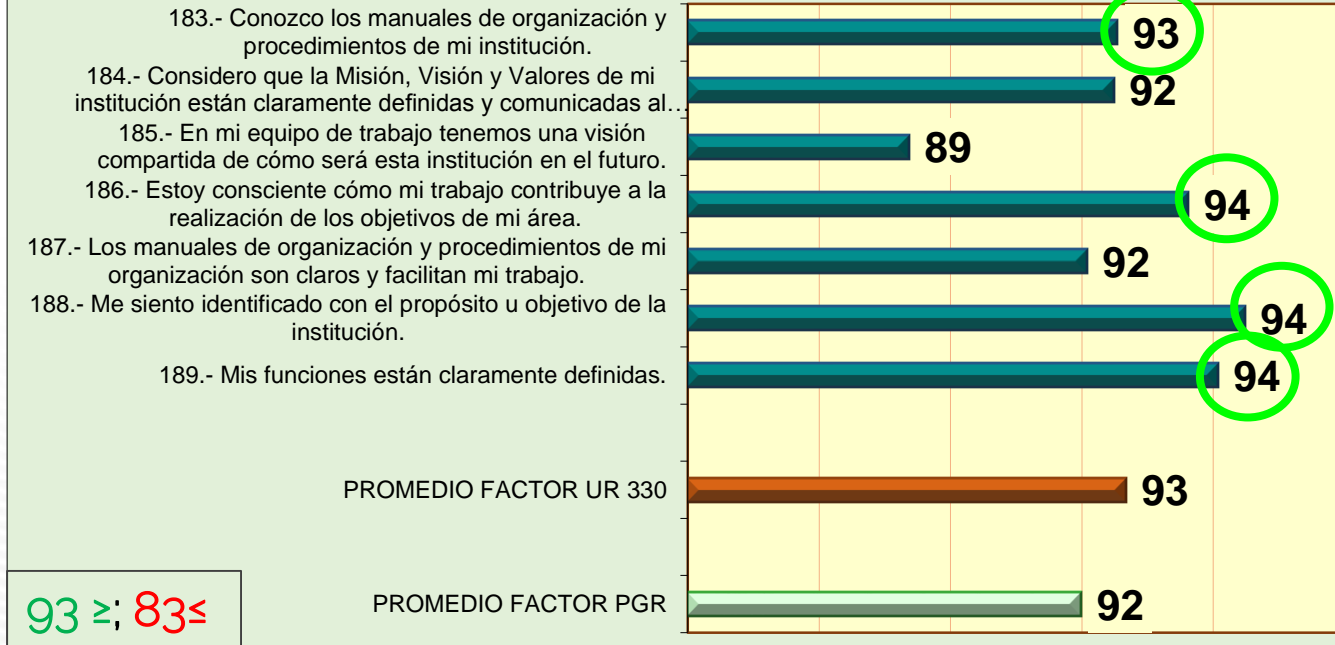 183.- Conozco los manuales de organización y
procedimientos de mi institución.
93
184.- Considero que la Misión, Visión y Valores de mi
institución están claramente definidas y comunicadas al…
92
185.- En mi equipo de trabajo tenemos una visión
compartida de cómo será esta institución en el futuro.
89
186.- Estoy consciente cómo mi trabajo contribuye a la
realización de los objetivos de mi área.
94
187.- Los manuales de organización y procedimientos de mi
organización son claros y facilitan mi trabajo.
92
188.- Me siento identificado con el propósito u objetivo de la
institución.
94
189.- Mis funciones están claramente definidas.
94
PROMEDIO FACTOR UR 330
93
PROMEDIO FACTOR PGR
92
93 ≥; 83≤